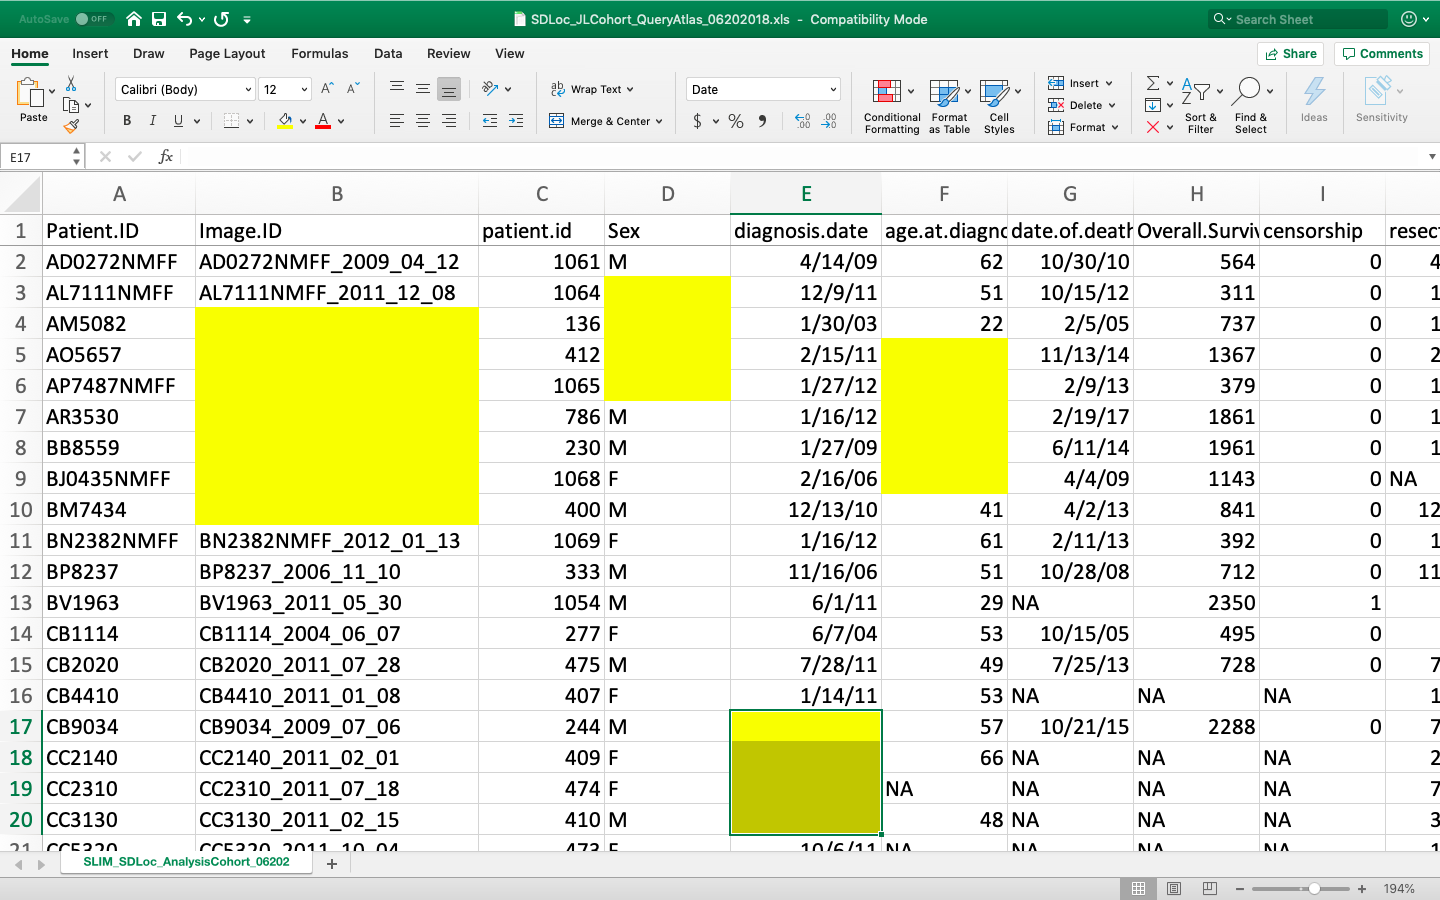 AutoSave OFF SDLoc_JLCohort_QueryAtlas_06202018.xls - Compatibility Mode Search Sheet
Home Insert Draw Page Layout Formulas Data Review View Share Comments
Paste Calibri (Body) 12 Wrap Text Date Conditional Formatting Format as Table Cell Styles Insert Sort & Filter Find & Select Ideas Sensitivity
B I U Merge & Center $ % Delete
Format
E17 fx
A B C D E F G H I
1 Patient.ID Image.ID patient.id Sex diagnosis.date age.at.diagno date.of.death Overall.Surviv censorship resect
2 AD0272NMFF AD0272NMFF_2009_04_12 1061 M 4/14/09 62 10/30/10 564 0 4
3 AL7111NMFF AL7111NMFF_2011_12_08 1064 12/9/11 51 10/15/12 311 0 1
4 AM5082 136 1/30/03 22 2/5/05 737 0 1
5 AO5657 412 2/15/11 11/13/14 1367 0 2
6 AP7487NMFF 1065 1/27/12 2/9/13 379 0 1
7 AR3530 786 M 1/16/12 2/19/17 1861 0 1
8 BB8559 230 M 1/27/09 6/11/14 1961 0 1
9 BJ0435NMFF 1068 F 2/16/06 4/4/09 1143 0 NA
10 BM7434 400 M 12/13/10 41 4/2/13 841 0 12
11 BN2382NMFF BN2382NMFF_2012_01_13 1069 F 1/16/12 61 2/11/13 392 0 1
12 BP8237 BP8237_2006_11_10 333 M 11/16/06 51 10/28/08 712 0 11
13 BV1963 BV1963_2011_05_30 1054 M 6/1/11 29 NA 2350 1
14 CB1114 CB1114_2004_06_07 277 F 6/7/04 53 10/15/05 495 0
15 CB2020 CB2020_2011_07_28 475 M 7/28/11 49 7/25/13 728 0 7
16 CB4410 CB4410_2011_01_08 407 F 1/14/11 53 NA NA NA 1
17 CB9034 CB9034_2009_07_06 244 M 57 10/21/15 2288 0 7
18 CC2140 CC2140_2011_02_01 409 F 66 NA NA NA 2
19 CC2310 CC2310_2011_07_18 474 F NA NA NA NA 7
20 CC3130 CC3130_2011_02_15 410 M 48 NA NA NA 3
21 CC5320 CC5320_2011_10_04 473 F 10/6/11 NA NA NA NA 1
SLIM_SDLoc_AnalysisCohort_06202 +
194%